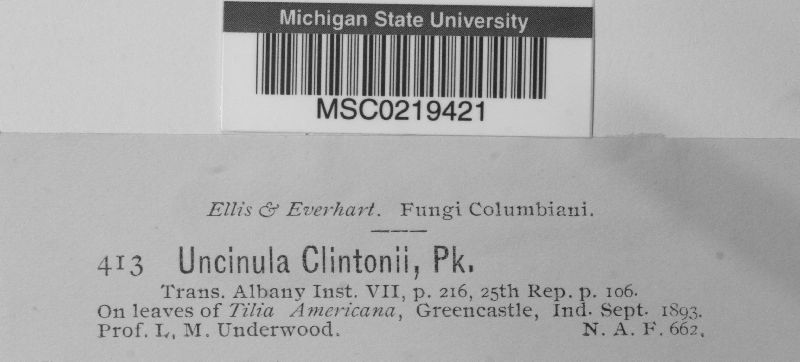 Michigan State University
MSC0219421
Ellis & Everhart. Fungi Columbiani.
413 Uncinula Clintonii, Pk.
Trans. Albany Inst. VII, p. 216, 25th Rep. p. 106.
On leaves of Tilia Americana, Greencastle, Ind. Sept. 1893.
Prof. L, M. Underwood. N. A. F. 662.